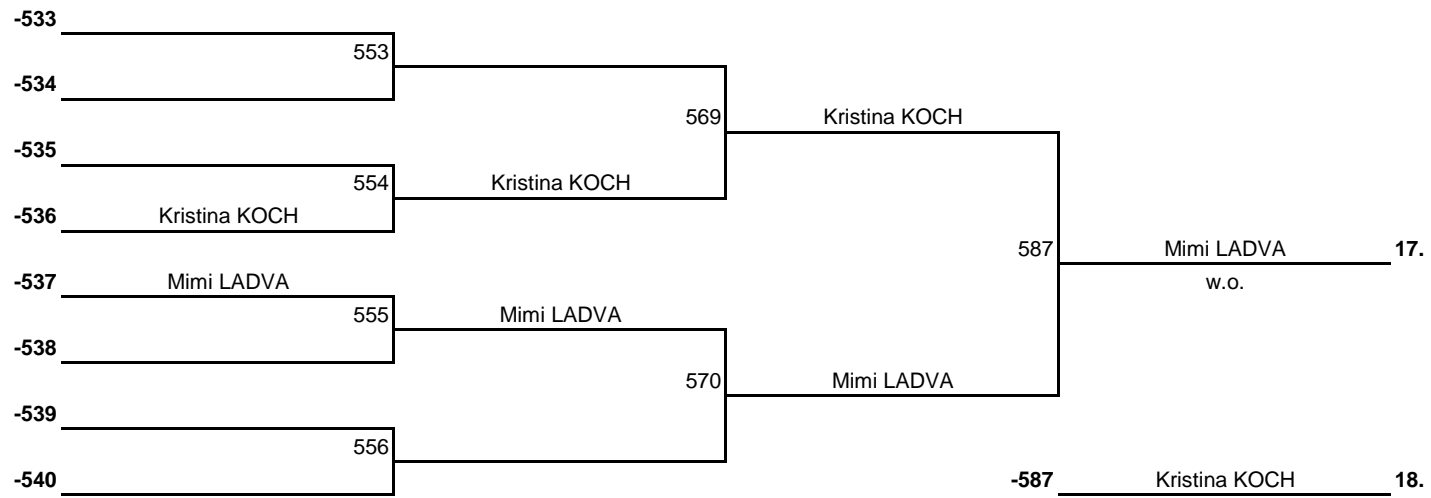 -533
553
-534
569 Kristina KOCH
-535
554 Kristina KOCH
-536 Kristina KOCH
587 Mimi LADVA 17.
w.o.
-537 Mimi LADVA
555 Mimi LADVA
-538
570 Mimi LADVA
-539
556
-540
-587 Kristina KOCH 18.